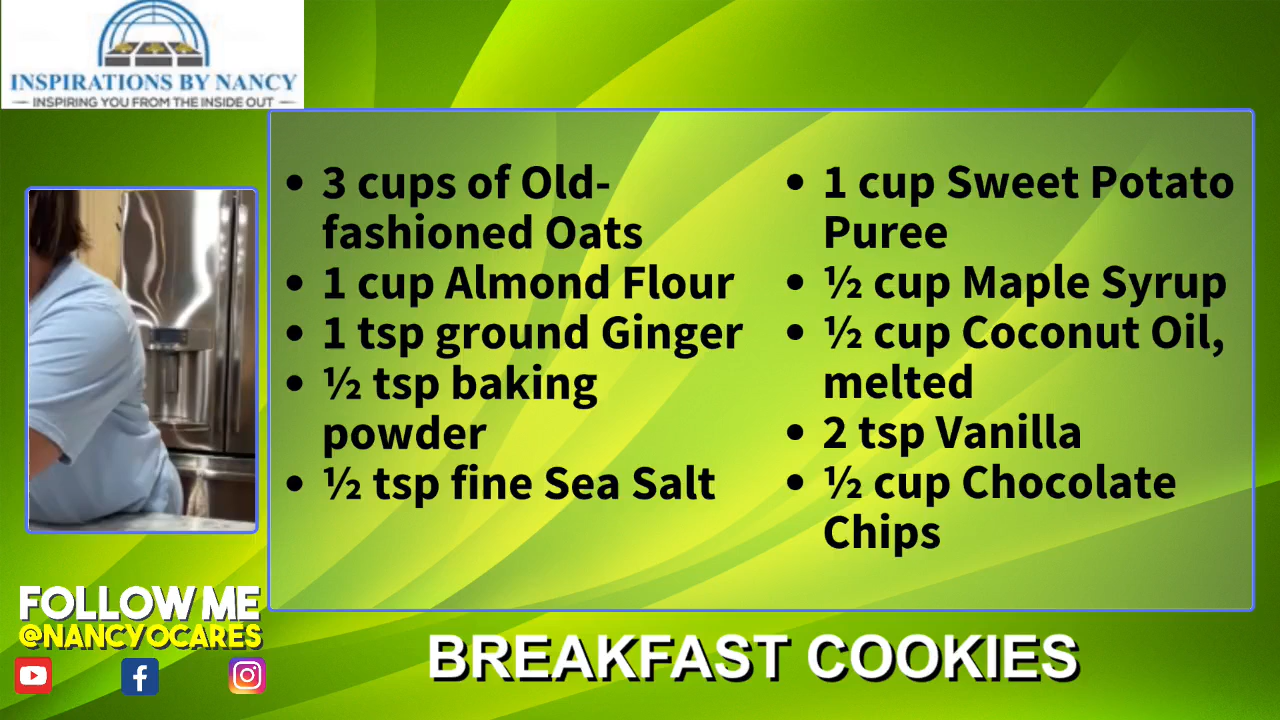 INSPIRATIONS BY NANCY
INSPIRING YOU FROM THE INSIDE OUT
• 3 cups of Old-
fashioned Oats
• 1 cup Almond Flour
• 1 tsp ground Ginger
• ½ tsp baking
powder
• ½ tsp fine Sea Salt
• 1 cup Sweet Potato
Puree
• ½ cup Maple Syrup
• ½ cup Coconut Oil,
melted
• 2 tsp Vanilla
• ½ cup Chocolate
Chips
FOLLOW ME
@NANCYOCARES
BREAKFAST COOKIES